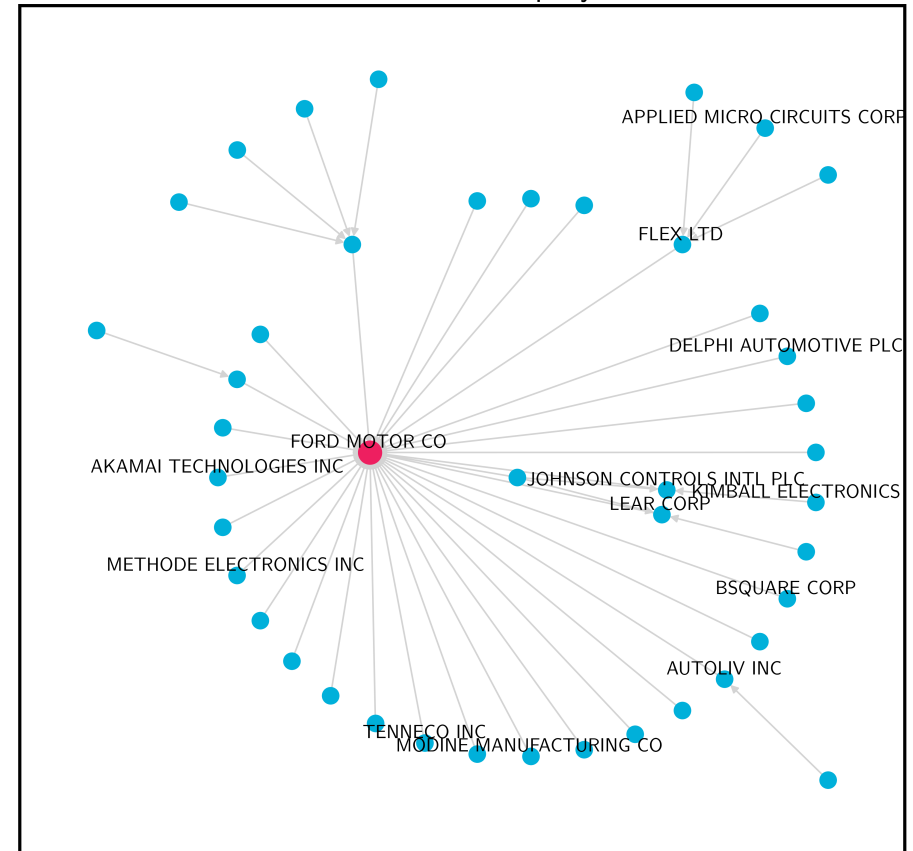 APPLIED MICRO CIRCUITS CORP
FLEX LTD
DELPHI AUTOMOTIVE PLC
FORD MOTOR CO
AKAMAI TECHNOLOGIES INC
JOHNSON CONTROLS INTL PLC
KIMBALL ELECTRONICS
LEAR CORP
METHODE ELECTRONICS INC
BSQUARE CORP
AUTOLIV INC
TENNECO INC
MODINE MANUFACTURING CO